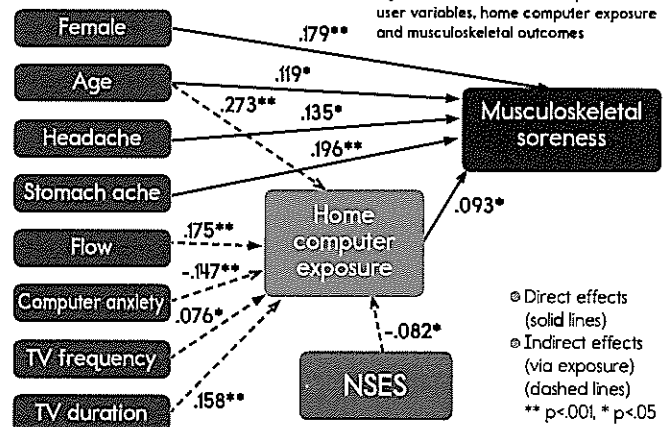 user variables, home computer exposure
and musculoskeletal outcomes
Female
.179**
Age
.119*
.273**
Headache
.135*
Musculoskeletal
soreness
Stomach ache
.196**
Home
computer
exposure
.093*
Flow
.175**
Computer anxiety
-.147**
TV frequency
.076*
TV duration
.158**
-.082*
NSES
Direct effects
(solid lines)
Indirect effects
(via exposure)
(dashed lines)
** p<.001, * p<.05